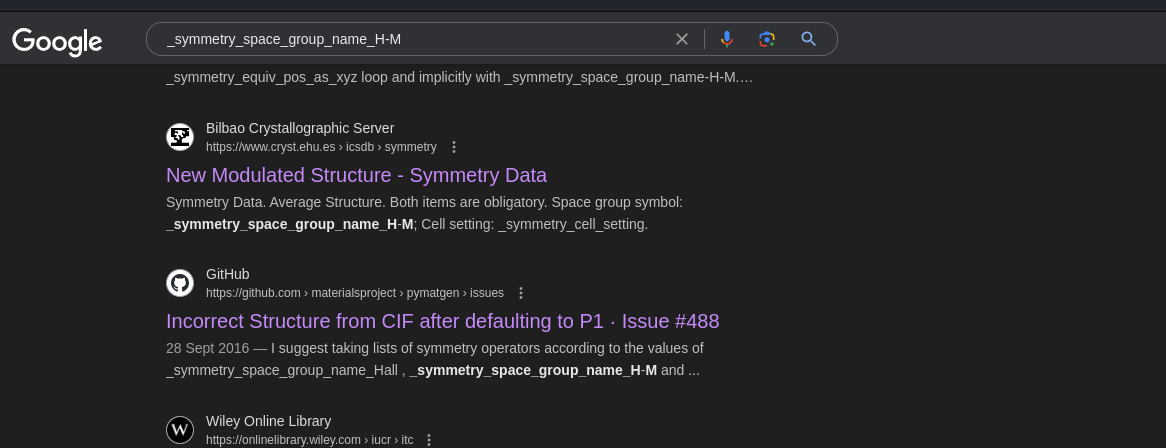 Google
_symmetry_space_group_name_H-M
_symmetry_equiv_pos_as_xyz loop and implicitly with _symmetry_space_group_name-H-M.…
Bilbao Crystallographic Server
https://www.cryst.ehu.es › icsdb › symmetry
New Modulated Structure - Symmetry Data
Symmetry Data. Average Structure. Both items are obligatory. Space group symbol:
_symmetry_space_group_name_H-M; Cell setting: _symmetry_cell_setting.
GitHub
https://github.com › materialsproject › pymatgen › issues
Incorrect Structure from CIF after defaulting to P1 · Issue #488
28 Sept 2016 — I suggest taking lists of symmetry operators according to the values of
_symmetry_space_group_name_Hall , _symmetry_space_group_name_H-M and ...
W
Wiley Online Library
https://onlinelibrary.wiley.com › iucr › itc